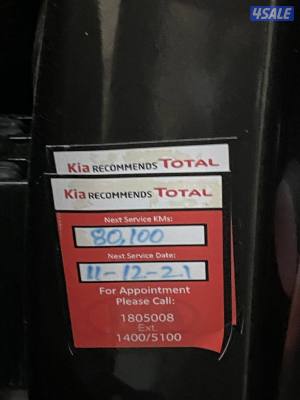 4SALE
Kia RECOMMENDS TOTAL
Kia RECOMMENDS TOTAL
Next Service KMs:
80,100
Next Service Date:
11-12-21
For Appointment
Please Call:
1805008
Ext.
1400/5100